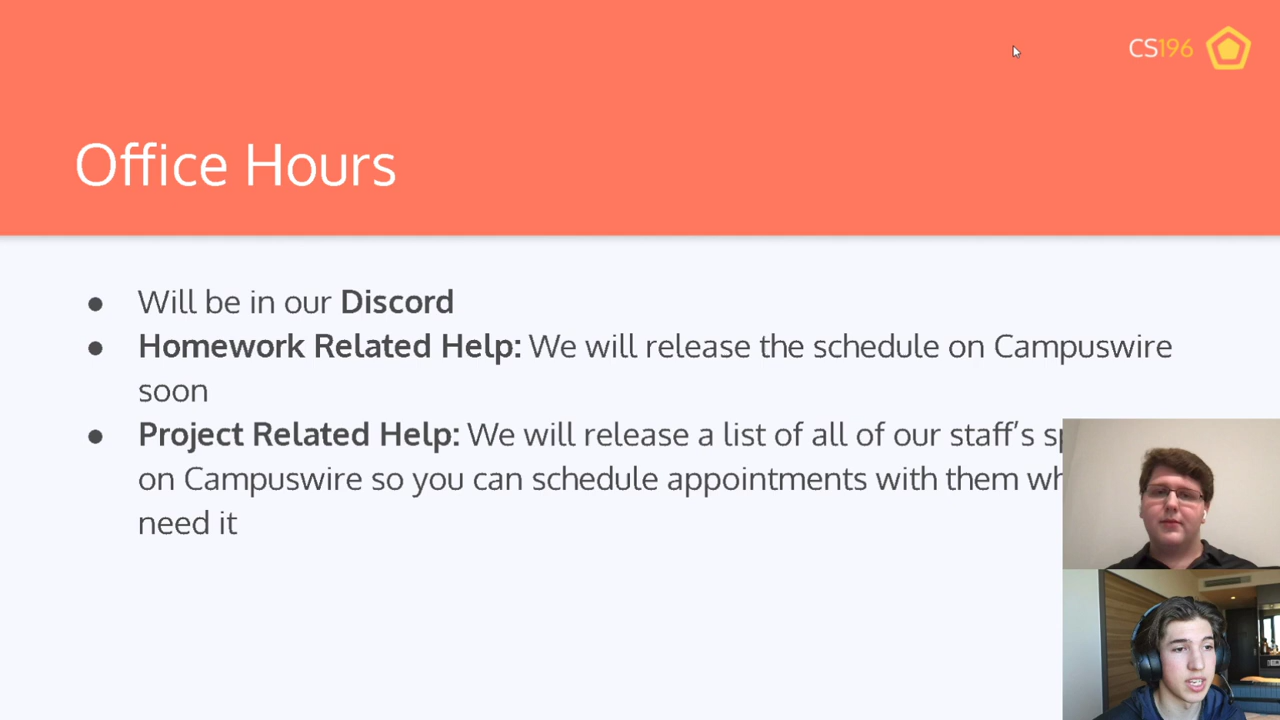 CS196
Office Hours
● Will be in our Discord
● Homework Related Help: We will release the schedule on Campuswire
soon
● Project Related Help: We will release a list of all of our staff's
on Campuswire so you can schedule appointments with them
need it